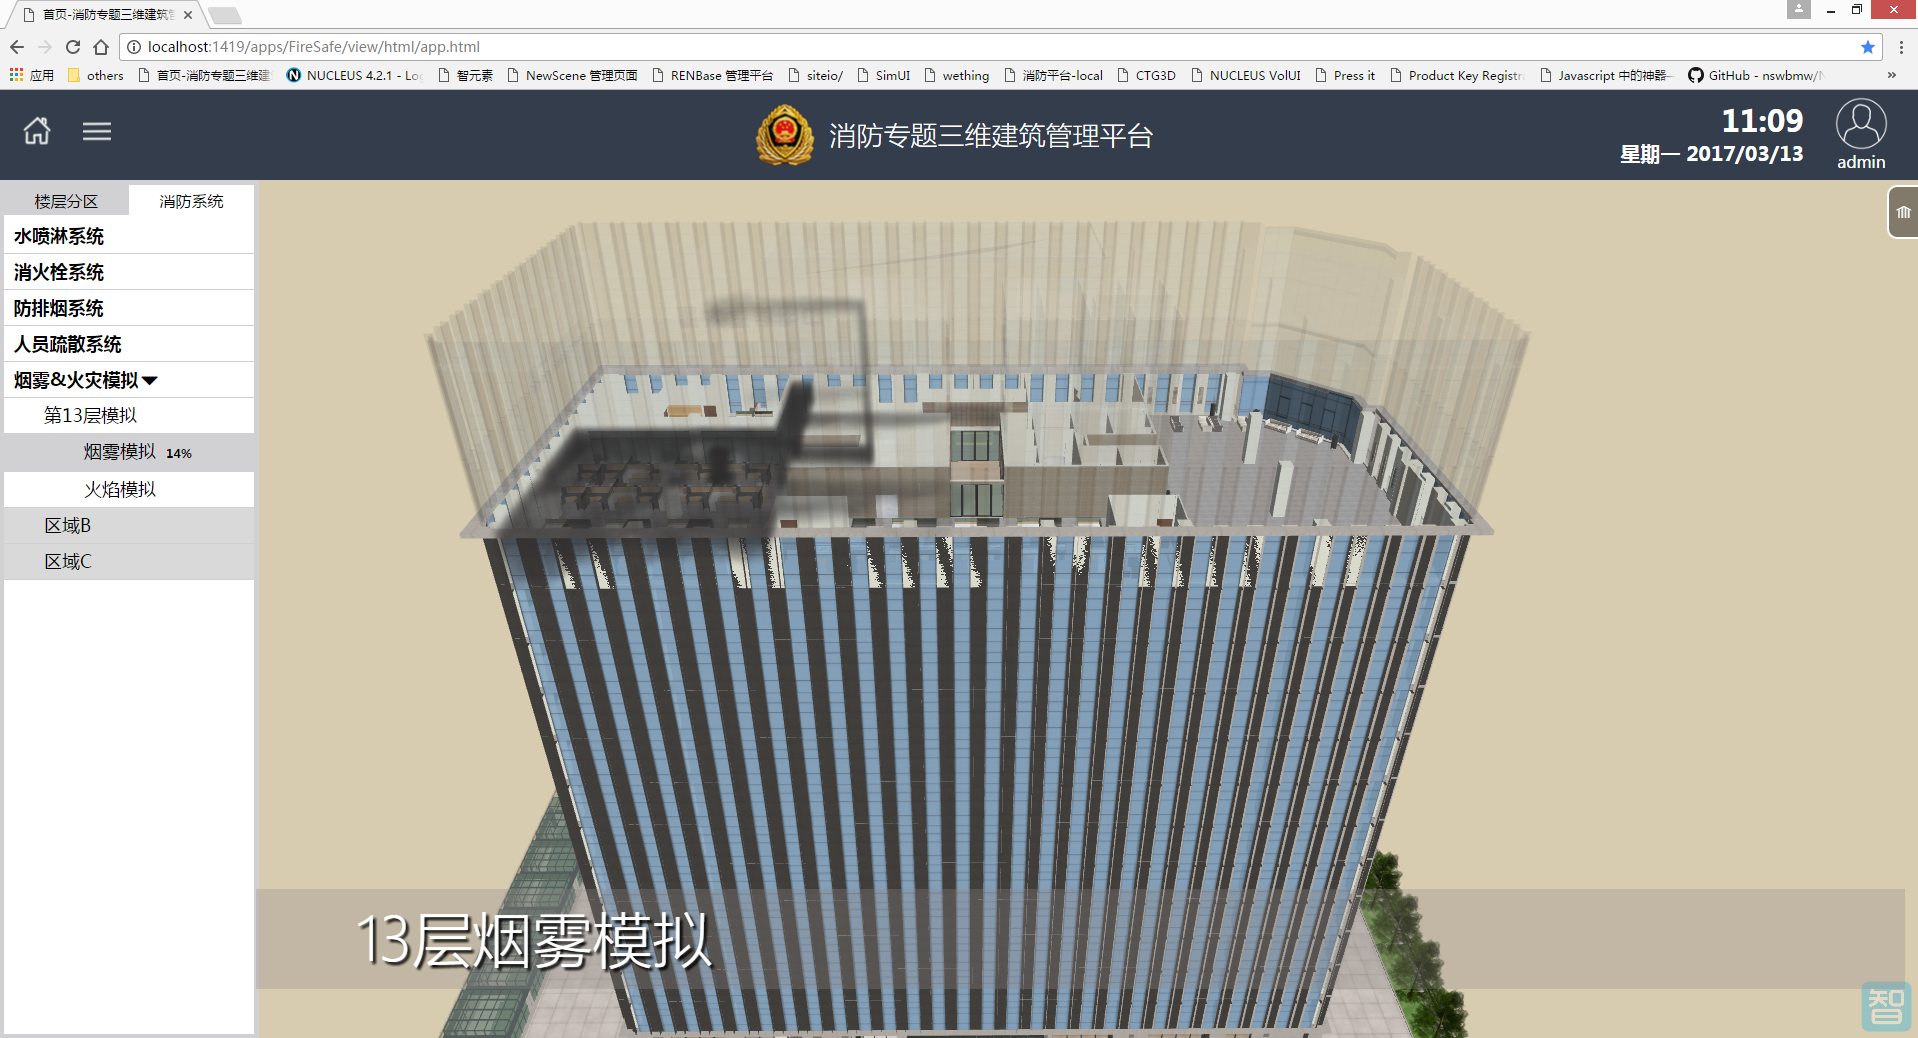 首页-消防专题三维建筑管
localhost:1419/apps/FireSafe/view/html/app.html
应用 others 首页-消防专题三维建 NUCLEUS 4.2.1 - Log 智元素 NewScene 管理页面 RENBase 管理平台 siteio/ SimUI wething 消防平台-local CTG3D NUCLEUS VolUI Press it Product Key Registr Javascript 中的神器— GitHub - nswbmw/N »
消防专题三维建筑管理平台
11:09
星期一 2017/03/13
admin
楼层分区 消防系统
水喷淋系统
消火栓系统
防排烟系统
人员疏散系统
烟雾&火灾模拟
第13层模拟
烟雾模拟 14%
火焰模拟
区域B
区域C
13层烟雾模拟
智